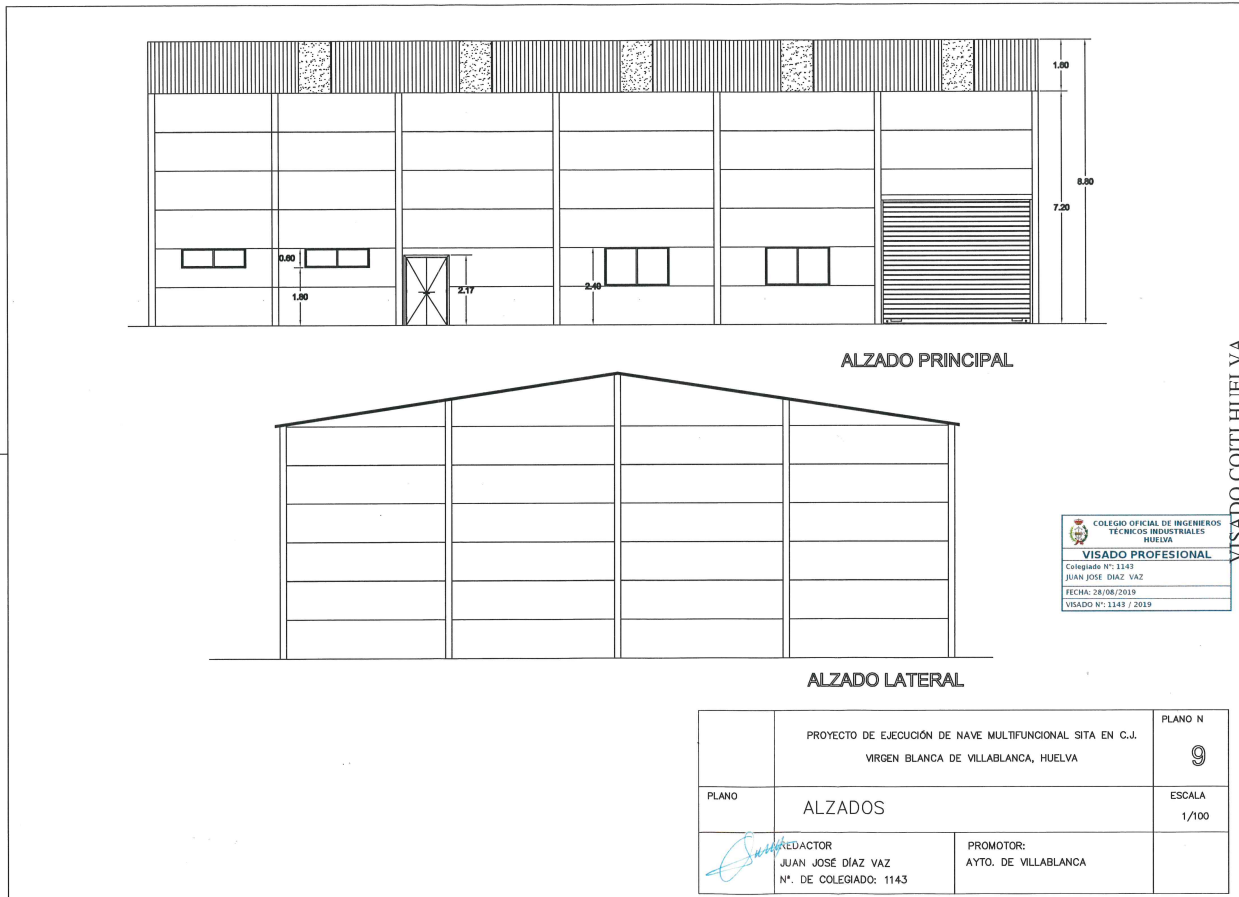 1.60
8.80
7.20
0.60
1.80
2.17
2.40
ALZADO PRINCIPAL
ALZADO LATERAL
VISADO COITI HUELVA
COLEGIO OFICIAL DE INGENIEROS
TÉCNICOS INDUSTRIALES
HUELVA
VISADO PROFESIONAL
Colegiado Nº: 1143
JUAN JOSE DIAZ VAZ
FECHA: 28/08/2019
VISADO Nº: 1143 / 2019
PROYECTO DE EJECUCIÓN DE NAVE MULTIFUNCIONAL SITA EN C.J.
VIRGEN BLANCA DE VILLABLANCA, HUELVA
PLANO N
9
PLANO
ALZADOS
ESCALA
1/100
REDACTOR
JUAN JOSÉ DÍAZ VAZ
Nª. DE COLEGIADO: 1143
PROMOTOR:
AYTO. DE VILLABLANCA